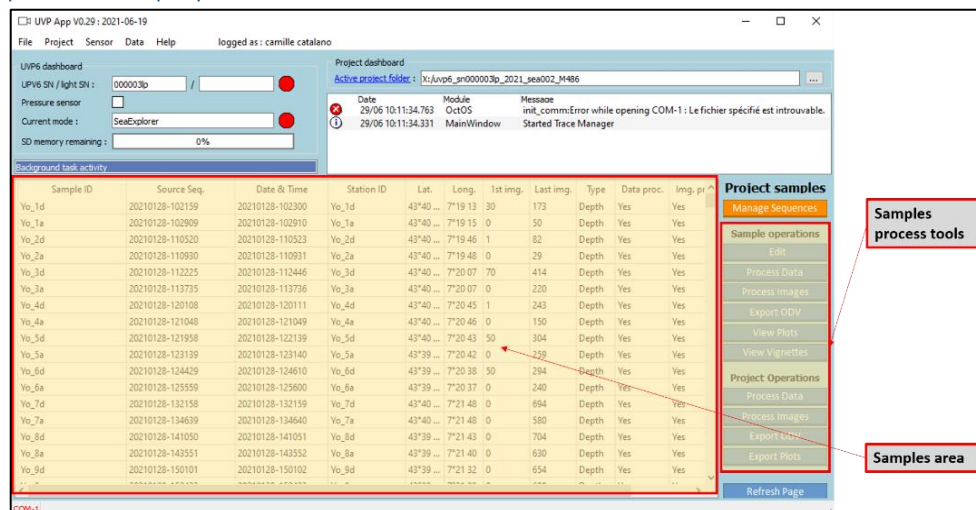 UVP App V0.29 : 2021-06-19
File Project Sensor Data Help logged as : camille catalano
UVP6 dashboard
UPV6 SN / light SN : 000003lp /
Pressure sensor
Current mode : SeaExplorer
SD memory remaining : 0%
Background task activity
Project dashboard
Active project folder : X:/uvp6_sn000003lp_2021_sea002_M486 ...
Date Module Message
29/06 10:11:34.763 OctOS init_comm:Error while opening COM-1 : Le fichier spécifié est introuvable.
29/06 10:11:34.331 MainWindow Started Trace Manager
Sample ID Source Seq. Date & Time Station ID Lat. Long. 1st img. Last img. Type Data proc. Img. pr
Yo_1d 20210128-102159 20210128-102300 Yo_1d 43°40 ... 7°19 13 30 173 Depth Yes Yes
Yo_1a 20210128-102909 20210128-102910 Yo_1a 43°40 ... 7°19 15 0 50 Depth Yes Yes
Yo_2d 20210128-110520 20210128-110523 Yo_2d 43°40 ... 7°19 46 1 82 Depth Yes Yes
Yo_2a 20210128-110930 20210128-110931 Yo_2a 43°40 ... 7°19 48 0 29 Depth Yes Yes
Yo_3d 20210128-112225 20210128-112446 Yo_3d 43°40 ... 7°20 07 70 414 Depth Yes Yes
Yo_3a 20210128-113735 20210128-113736 Yo_3a 43°40 ... 7°20 07 0 220 Depth Yes Yes
Yo_4d 20210128-120108 20210128-120111 Yo_4d 43°40 ... 7°20 45 1 243 Depth Yes Yes
Yo_4a 20210128-121048 20210128-121049 Yo_4a 43°40 ... 7°20 46 0 150 Depth Yes Yes
Yo_5d 20210128-121958 20210128-122139 Yo_5d 43°40 ... 7°20 43 50 304 Depth Yes Yes
Yo_5a 20210128-123139 20210128-123140 Yo_5a 43°39 ... 7°20 42 0 259 Depth Yes Yes
Yo_6d 20210128-124429 20210128-124610 Yo_6d 43°39 ... 7°20 38 50 294 Depth Yes Yes
Yo_6a 20210128-125559 20210128-125600 Yo_6a 43°39 ... 7°20 37 0 240 Depth Yes Yes
Yo_7d 20210128-132158 20210128-132159 Yo_7d 43°40 ... 7°21 48 0 694 Depth Yes Yes
Yo_7a 20210128-134639 20210128-134640 Yo_7a 43°40 ... 7°21 48 0 580 Depth Yes Yes
Yo_8d 20210128-141050 20210128-141051 Yo_8d 43°39 ... 7°21 43 0 704 Depth Yes Yes
Yo_8a 20210128-143551 20210128-143552 Yo_8a 43°39 ... 7°21 40 0 630 Depth Yes Yes
Yo_9d 20210128-150101 20210128-150102 Yo_9d 43°39 ... 7°21 32 0 654 Depth Yes Yes
COM-1
Project samples
Manage Sequences
Sample operations
Edit
Process Data
Process Images
Export ODV
View Plots
View Vignettes
Project Operations
Process Data
Process Images
Export ODV
Export Plots
Refresh Page
Samples
process tools
Samples area